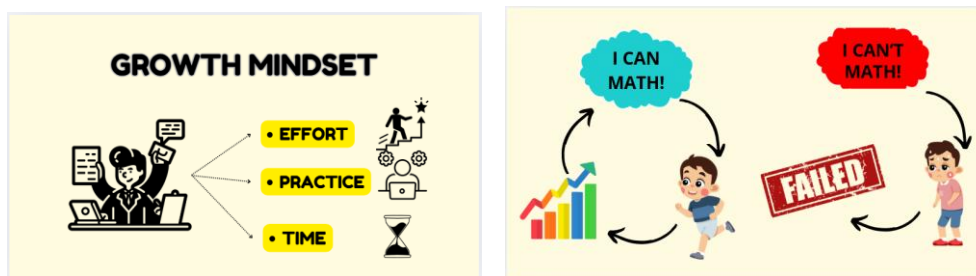 GROWTH MINDSET
• EFFORT
• PRACTICE
• TIME
I CAN
MATH!
I CAN'T
MATH!
FAILED